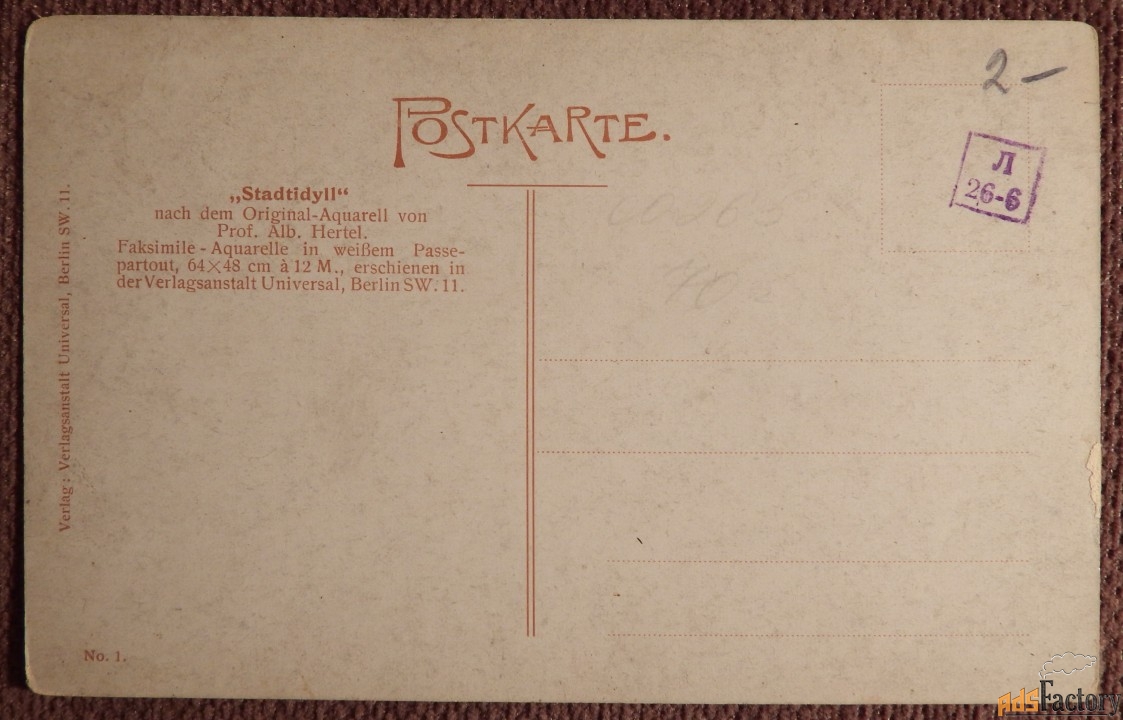 2 —
POSTKARTE.
Л
26-6
„Stadtidyll“
nach dem Original-Aquarell von
Prof. Alb. Hertel.
Faksimile - Aquarelle in weißem Passe-
partout, 64×48 cm à 12 M., erschienen in
der Verlagsanstalt Universal, Berlin SW. 11.
Verlag: Verlagsanstalt Universal, Berlin SW. 11.
No. 1.
AdsFactory